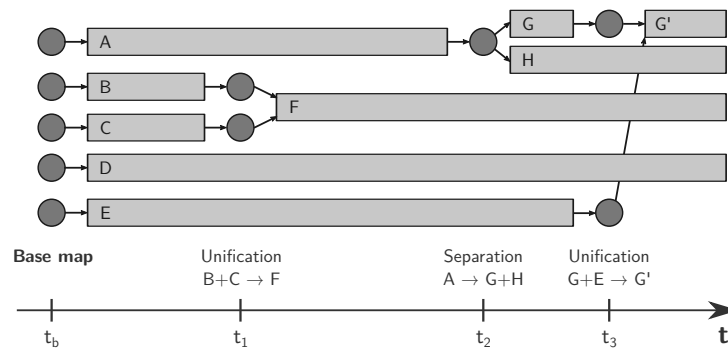 G
G'
A
H
B
F
C
D
E
Base map
Unification
B+C → F
Separation
A → G+H
Unification
G+E → G'
t_b
t_1
t_2
t_3
t